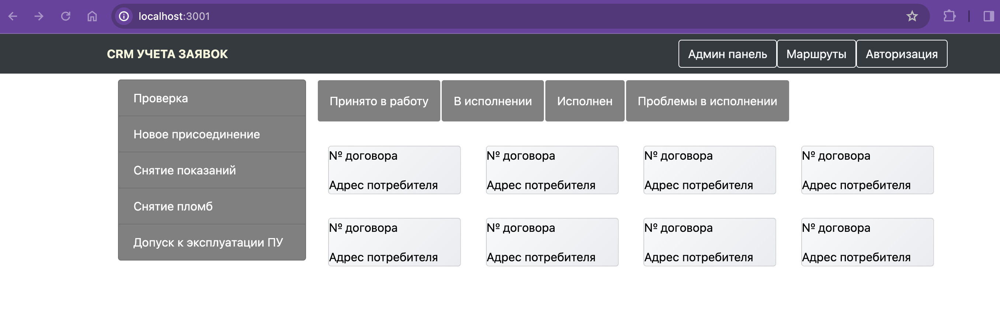 localhost:3001
CRM УЧЕТА ЗАЯВОК
Админ панель
Маршруты
Авторизация
Проверка
Новое присоединение
Снятие показаний
Снятие пломб
Допуск к эксплуатации ПУ
Принято в работу
В исполнении
Исполнен
Проблемы в исполнении
№ договора
Адрес потребителя
№ договора
Адрес потребителя
№ договора
Адрес потребителя
№ договора
Адрес потребителя
№ договора
Адрес потребителя
№ договора
Адрес потребителя
№ договора
Адрес потребителя
№ договора
Адрес потребителя